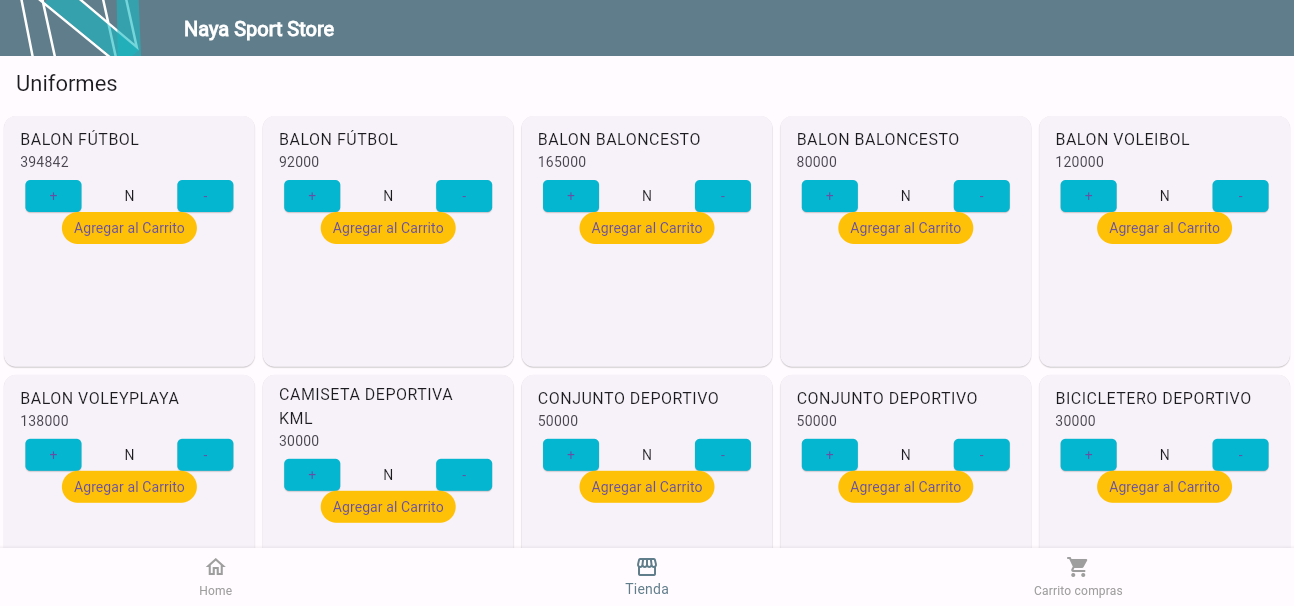 Naya Sport Store
Uniformes
BALON FÚTBOL
394842
+ N -
Agregar al Carrito
BALON FÚTBOL
92000
+ N -
Agregar al Carrito
BALON BALONCESTO
165000
+ N -
Agregar al Carrito
BALON BALONCESTO
80000
+ N -
Agregar al Carrito
BALON VOLEIBOL
120000
+ N -
Agregar al Carrito
BALON VOLEYPLAYA
138000
+ N -
Agregar al Carrito
CAMISETA DEPORTIVA
KML
30000
+ N -
Agregar al Carrito
CONJUNTO DEPORTIVO
50000
+ N -
Agregar al Carrito
CONJUNTO DEPORTIVO
50000
+ N -
Agregar al Carrito
BICICLETERO DEPORTIVO
30000
+ N -
Agregar al Carrito
Home
Tienda
Carrito compras